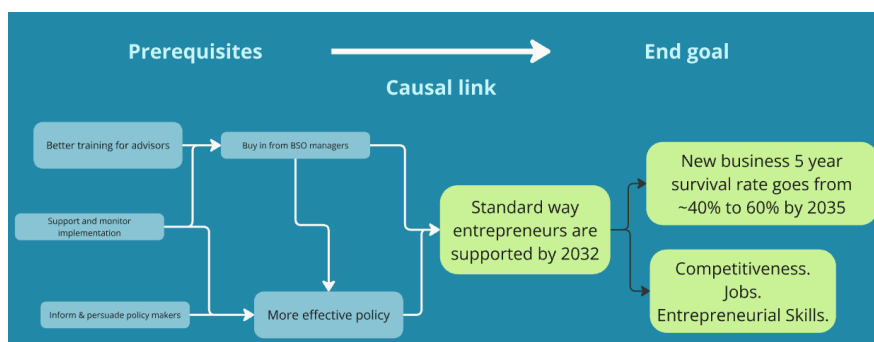 Prerequisites
End goal
Causal link
Better training for advisors
Buy in from BSO managers
Support and monitor
implementation
Inform & persuade policy makers
More effective policy
Standard way
entrepreneurs are
supported by 2032
New business 5 year
survival rate goes from
~40% to 60% by 2035
Competitiveness.
Jobs.
Entrepreneurial Skills.